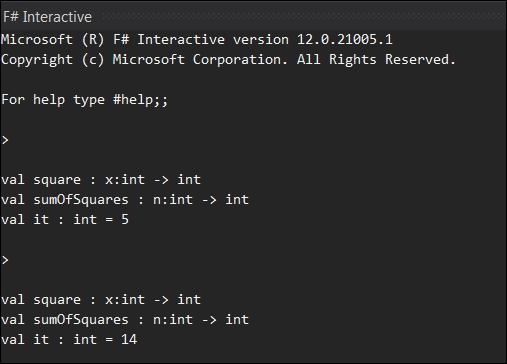 F# Interactive
Microsoft (R) F# Interactive version 12.0.21005.1
Copyright (c) Microsoft Corporation. All Rights Reserved.
For help type #help;;
>
val square : x:int -> int
val sumOfSquares : n:int -> int
val it : int = 5
>
val square : x:int -> int
val sumOfSquares : n:int -> int
val it : int = 14